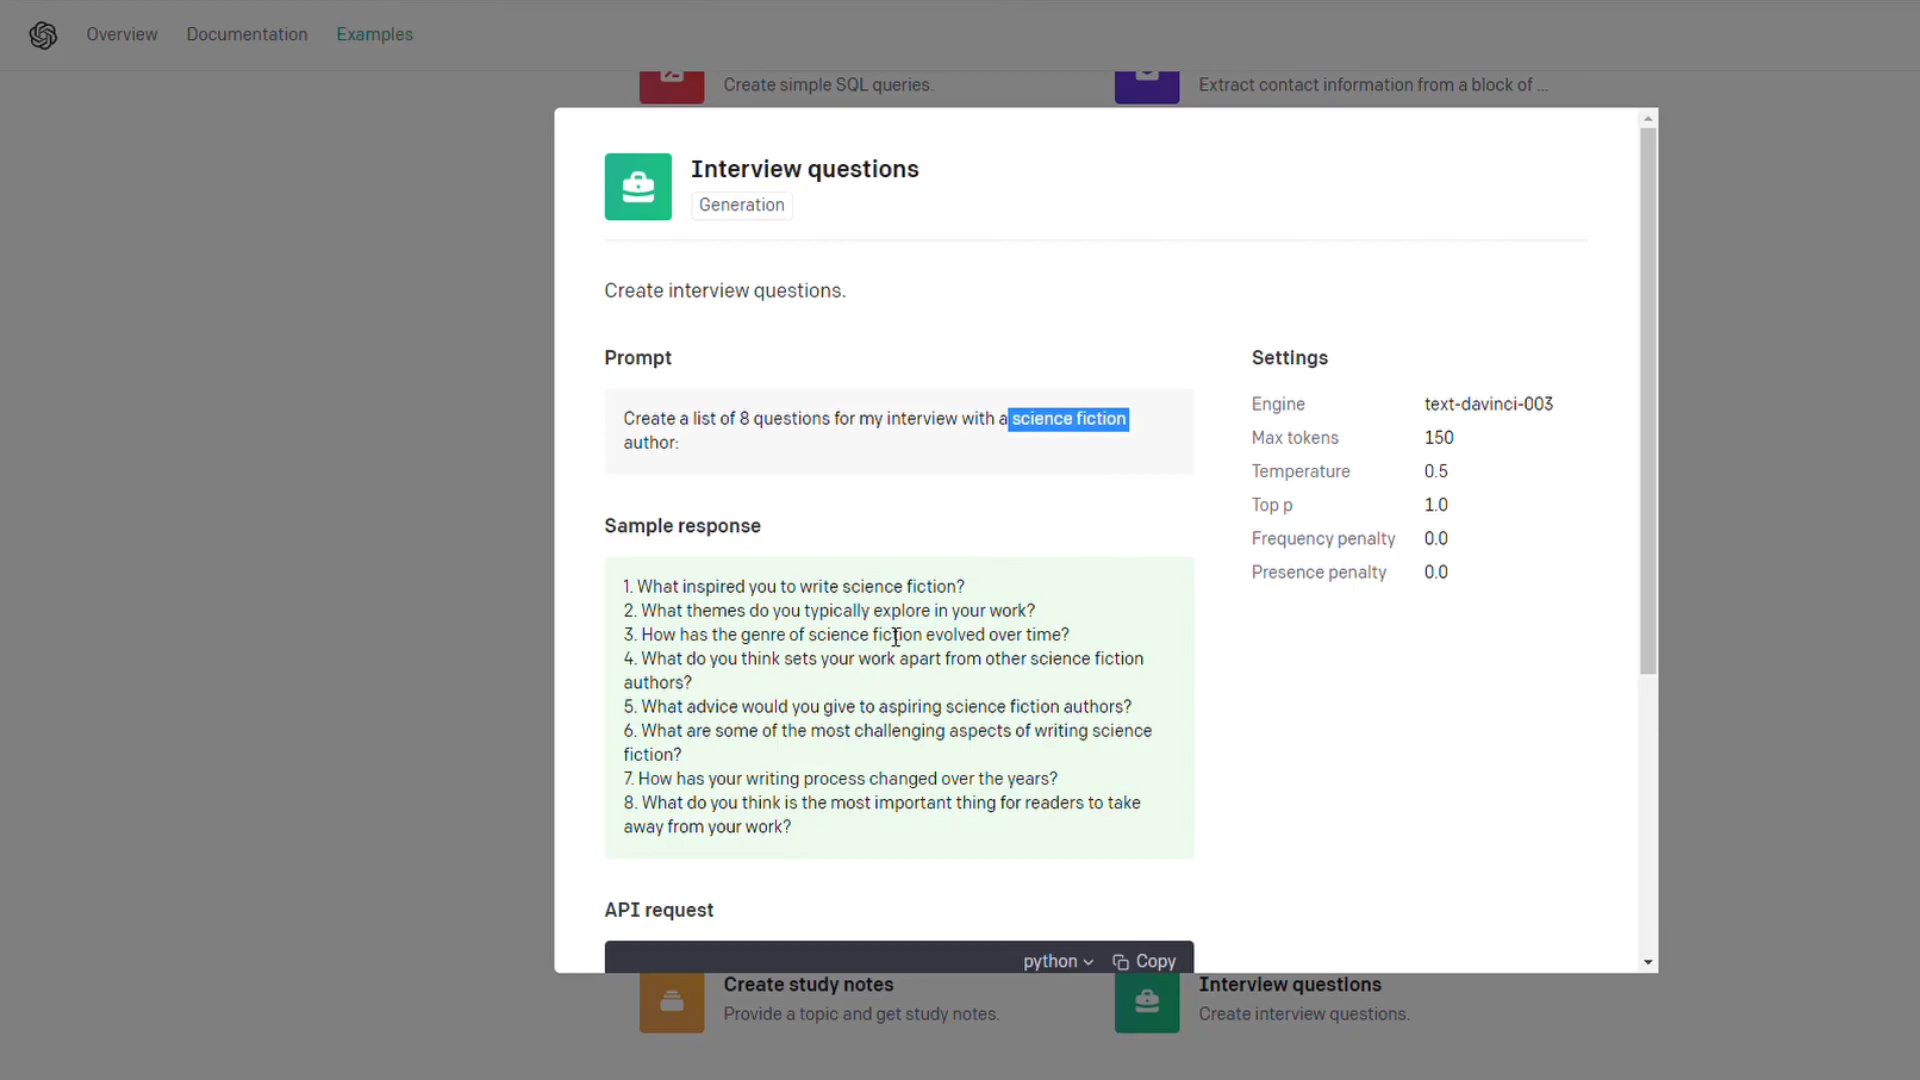 Overview Documentation Examples
Create simple SQL queries.
Extract contact information from a block of ...
Interview questions
Generation
Create interview questions.
Prompt
Create a list of 8 questions for my interview with a science fiction
author:
Sample response
1. What inspired you to write science fiction?
2. What themes do you typically explore in your work?
3. How has the genre of science fiction evolved over time?
4. What do you think sets your work apart from other science fiction
authors?
5. What advice would you give to aspiring science fiction authors?
6. What are some of the most challenging aspects of writing science
fiction?
7. How has your writing process changed over the years?
8. What do you think is the most important thing for readers to take
away from your work?
API request
python Copy
Settings
Engine text-davinci-003
Max tokens 150
Temperature 0.5
Top p 1.0
Frequency penalty 0.0
Presence penalty 0.0
Create study notes
Provide a topic and get study notes.
Interview questions
Create interview questions.